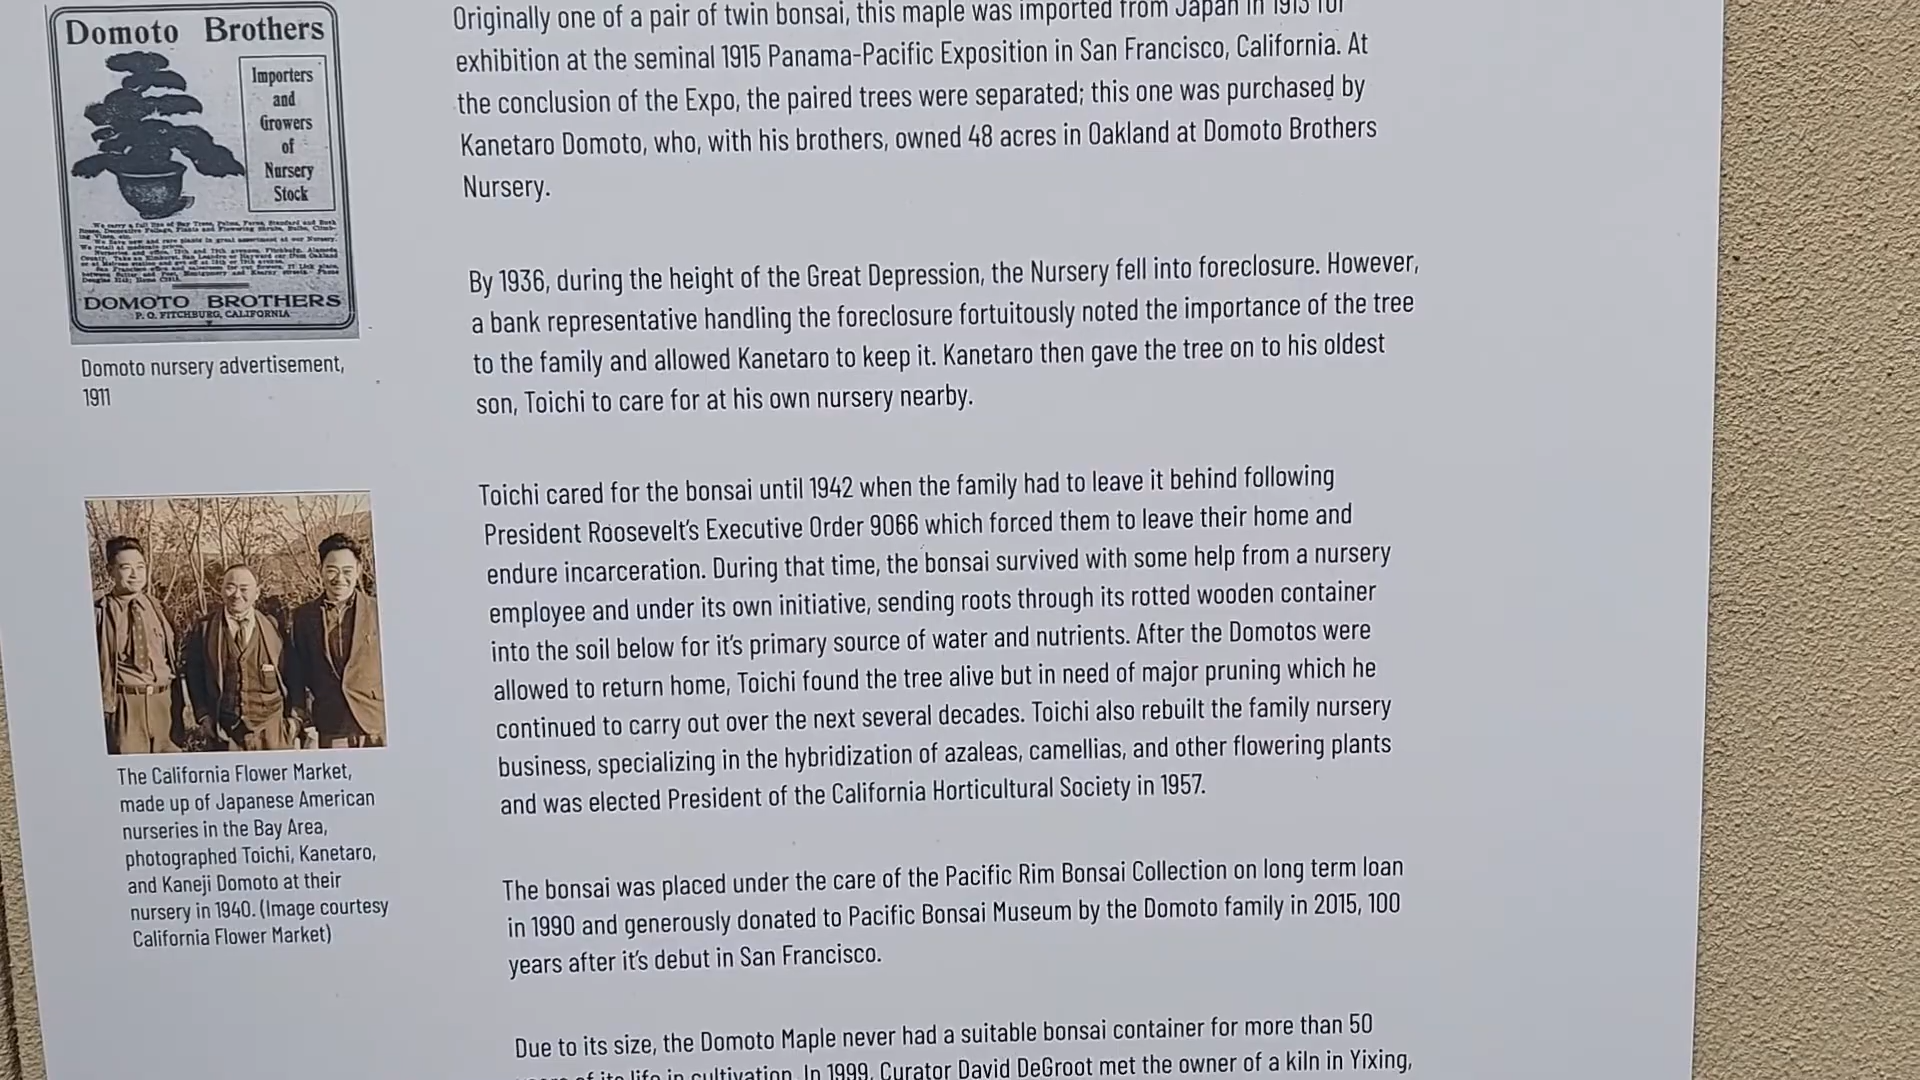 Domoto Brothers
Importers
and
Growers
of
Nursery
Stock
DOMOTO BROTHERS
P. O. FITCHBURG, CALIFORNIA
Domoto nursery advertisement,
1911
The California Flower Market,
made up of Japanese American
nurseries in the Bay Area,
photographed Toichi, Kanetaro,
and Kaneji Domoto at their
nursery in 1940. (Image courtesy
California Flower Market)
Originally one of a pair of twin bonsai, this maple was imported from Japan in 1913 for
exhibition at the seminal 1915 Panama-Pacific Exposition in San Francisco, California. At
the conclusion of the Expo, the paired trees were separated; this one was purchased by
Kanetaro Domoto, who, with his brothers, owned 48 acres in Oakland at Domoto Brothers
Nursery.
By 1936, during the height of the Great Depression, the Nursery fell into foreclosure. However,
a bank representative handling the foreclosure fortuitously noted the importance of the tree
to the family and allowed Kanetaro to keep it. Kanetaro then gave the tree on to his oldest
son, Toichi to care for at his own nursery nearby.
Toichi cared for the bonsai until 1942 when the family had to leave it behind following
President Roosevelt's Executive Order 9066 which forced them to leave their home and
endure incarceration. During that time, the bonsai survived with some help from a nursery
employee and under its own initiative, sending roots through its rotted wooden container
into the soil below for it's primary source of water and nutrients. After the Domotos were
allowed to return home, Toichi found the tree alive but in need of major pruning which he
continued to carry out over the next several decades. Toichi also rebuilt the family nursery
business, specializing in the hybridization of azaleas, camellias, and other flowering plants
and was elected President of the California Horticultural Society in 1957.
The bonsai was placed under the care of the Pacific Rim Bonsai Collection on long term loan
in 1990 and generously donated to Pacific Bonsai Museum by the Domoto family in 2015, 100
years after it's debut in San Francisco.
Due to its size, the Domoto Maple never had a suitable bonsai container for more than 50
years of its life in cultivation. In 1999, Curator David DeGroot met the owner of a kiln in Yixing,